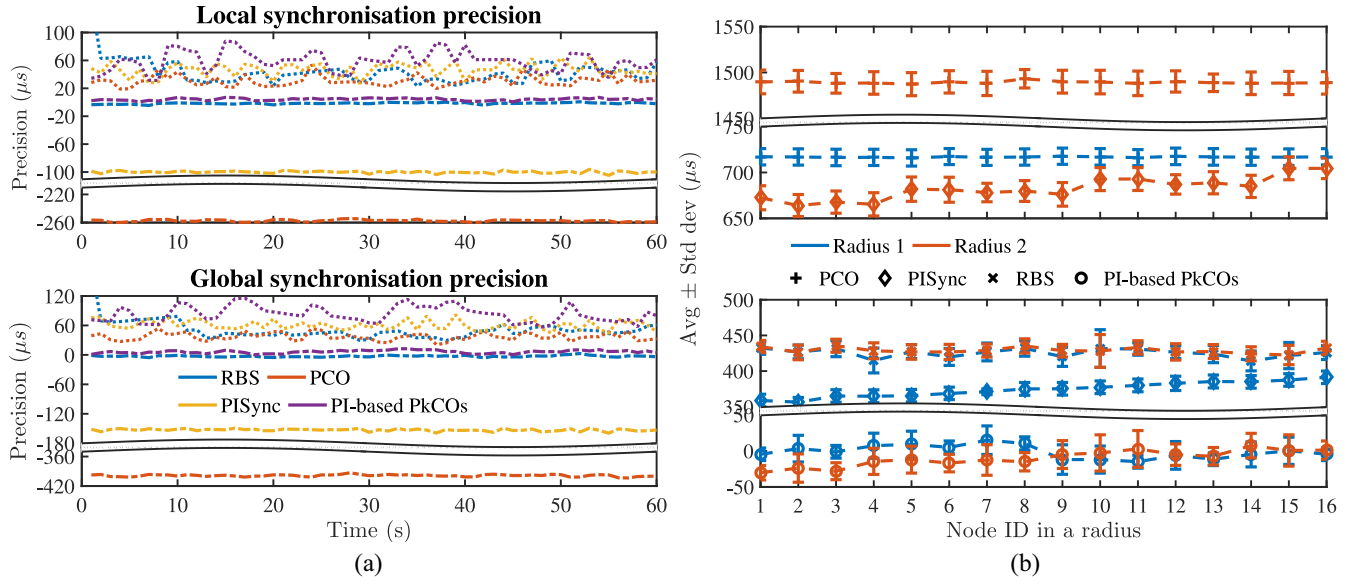 Local synchronisation precision
Precision (μs)
100
60
20
-20
-60
-100
-220
-260
0 10 20 30 40 50 60
Global synchronisation precision
Precision (μs)
120
60
0
-60
-120
-180
-360
-420
RBS PCO
PISync PI-based PkCOs
0 10 20 30 40 50 60
Time (s)
(a)
Avg ± Std dev (μs)
1550
1500
1450
750
700
650
Radius 1 Radius 2
PCO PISync RBS PI-based PkCOs
500
450
400
350
50
0
-50
1 2 3 4 5 6 7 8 9 10 11 12 13 14 15 16
Node ID in a radius
(b)